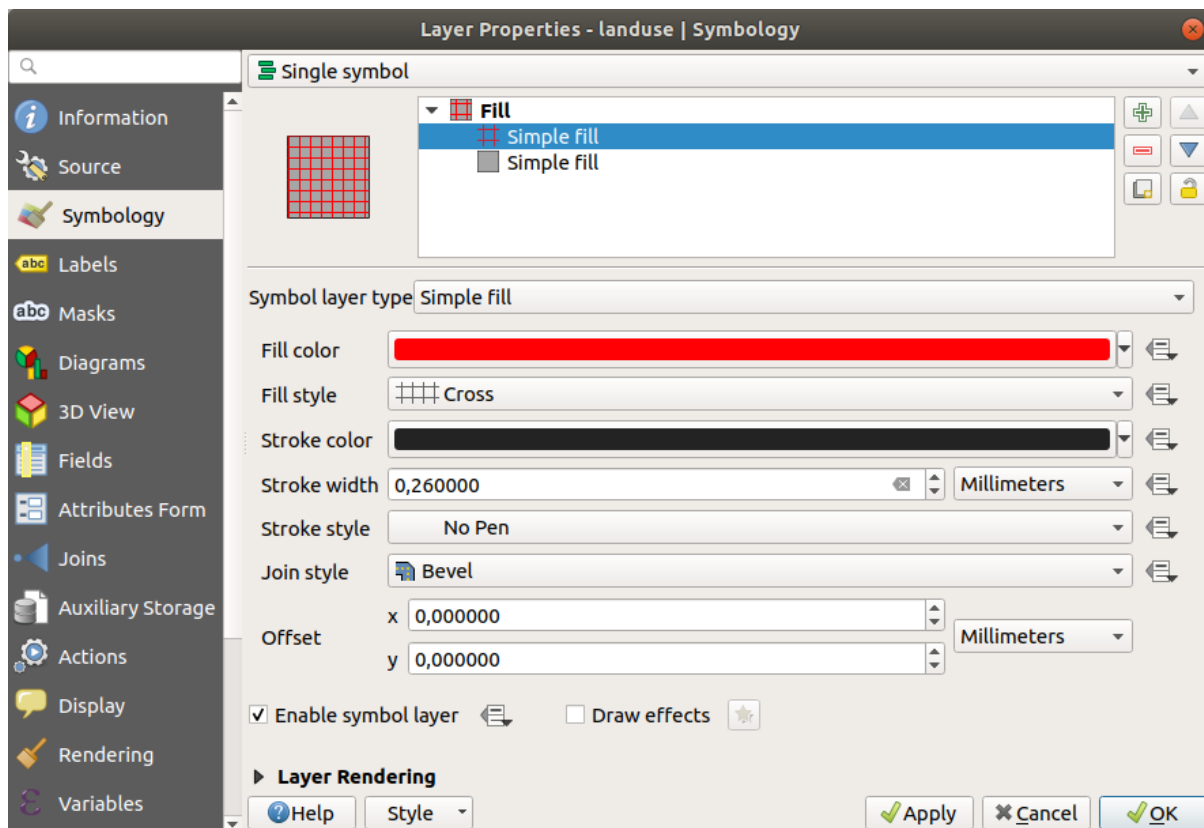 Layer Properties - landuse | Symbology
Information
Source
Symbology
abc Labels
abc Masks
Diagrams
3D View
Fields
Attributes Form
Joins
Auxiliary Storage
Actions
Display
Rendering
Variables
Single symbol
Fill
Simple fill
Simple fill
Symbol layer type Simple fill
Fill color
Fill style Cross
Stroke color
Stroke width 0,260000 Millimeters
Stroke style No Pen
Join style Bevel
Offset x 0,000000 Millimeters
y 0,000000
Enable symbol layer Draw effects
Layer Rendering
Help Style Apply Cancel OK